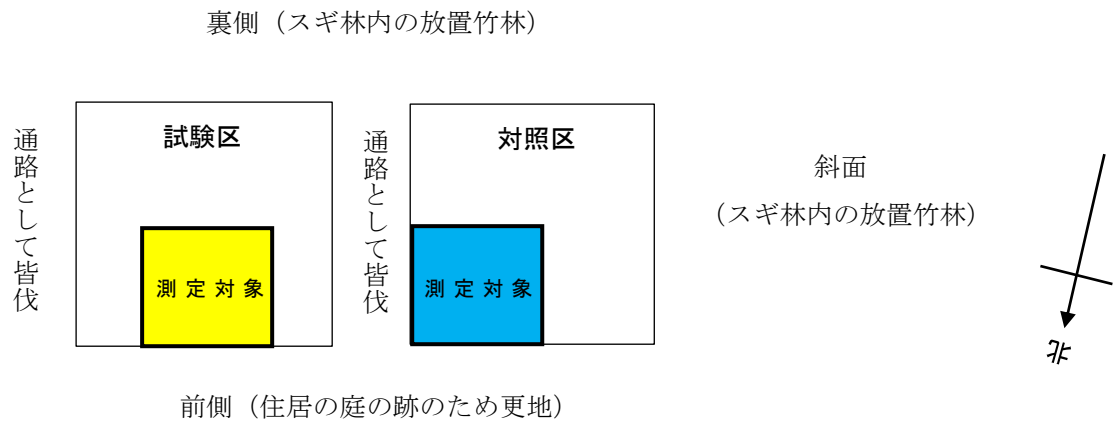 裏側（スギ林内の放置竹林）
通路として皆伐
試験区
測定対象
通路として皆伐
対照区
測定対象
斜面
（スギ林内の放置竹林）
北
前側（住居の庭の跡のため更地）